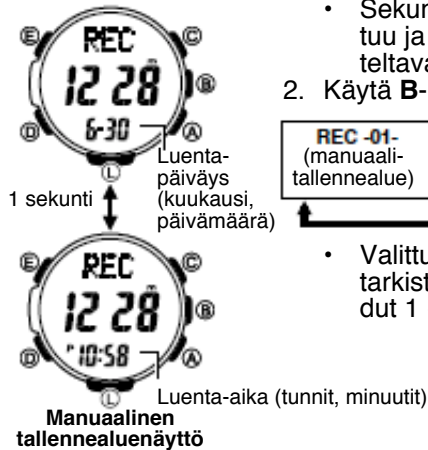 E
C
REC
12 28
m
B
6-30
D
A
L
Luenta-
päiväys
(kuukausi,
päivämäärä)
1 sekunti
E
C
REC
12 28
m
B
P10:58
D
A
L
Luenta-aika (tunnit, minuutit)
Manuaalinen
tallennealuenäyttö
• Sekun
tuu ja
teltava
2. Käytä B-
REC -01-
(manuaali-
tallennealue)
• Valittu
tarkist
dut 1